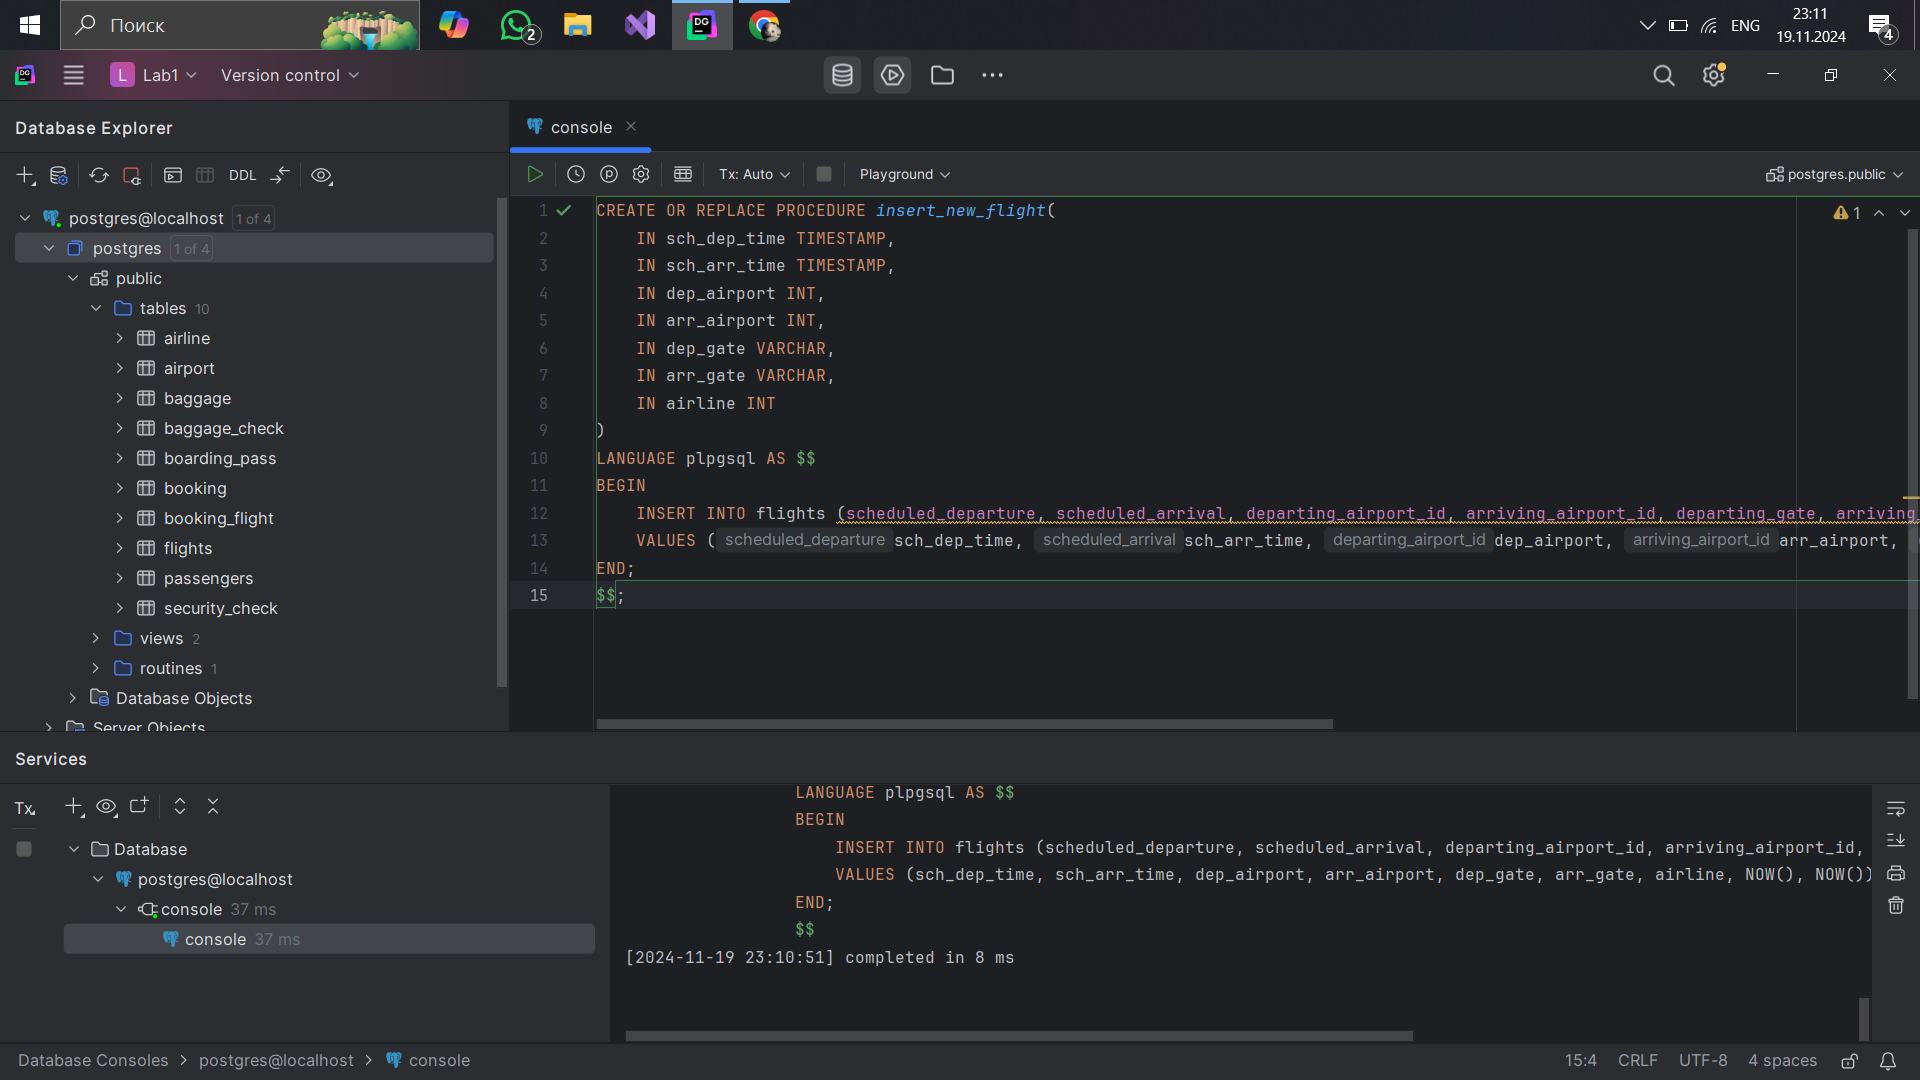 Поиск
2
ENG
23:11
19.11.2024
4
DG
L Lab1
Version control
Database Explorer
console
DDL
Tx: Auto
Playground
postgres.public
postgres@localhost 1 of 4
postgres 1 of 4
public
tables 10
airline
airport
baggage
baggage_check
boarding_pass
booking
booking_flight
flights
passengers
security_check
views 2
routines 1
Database Objects
Server Objects
1 CREATE OR REPLACE PROCEDURE insert_new_flight(
2 IN sch_dep_time TIMESTAMP,
3 IN sch_arr_time TIMESTAMP,
4 IN dep_airport INT,
5 IN arr_airport INT,
6 IN dep_gate VARCHAR,
7 IN arr_gate VARCHAR,
8 IN airline INT
9 )
10 LANGUAGE plpgsql AS $$
11 BEGIN
12 INSERT INTO flights (scheduled_departure, scheduled_arrival, departing_airport_id, arriving_airport_id, departing_gate, arriving_
13 VALUES ( scheduled_departure sch_dep_time, scheduled_arrival sch_arr_time, departing_airport_id dep_airport, arriving_airport_id arr_airport,
14 END;
15 $$;
1
Services
Tx
Database
postgres@localhost
console 37 ms
console 37 ms
LANGUAGE plpgsql AS $$
BEGIN
INSERT INTO flights (scheduled_departure, scheduled_arrival, departing_airport_id, arriving_airport_id,
VALUES (sch_dep_time, sch_arr_time, dep_airport, arr_airport, dep_gate, arr_gate, airline, NOW(), NOW())
END;
$$
[2024-11-19 23:10:51] completed in 8 ms
Database Consoles > postgres@localhost > console
15:4 CRLF UTF-8 4 spaces